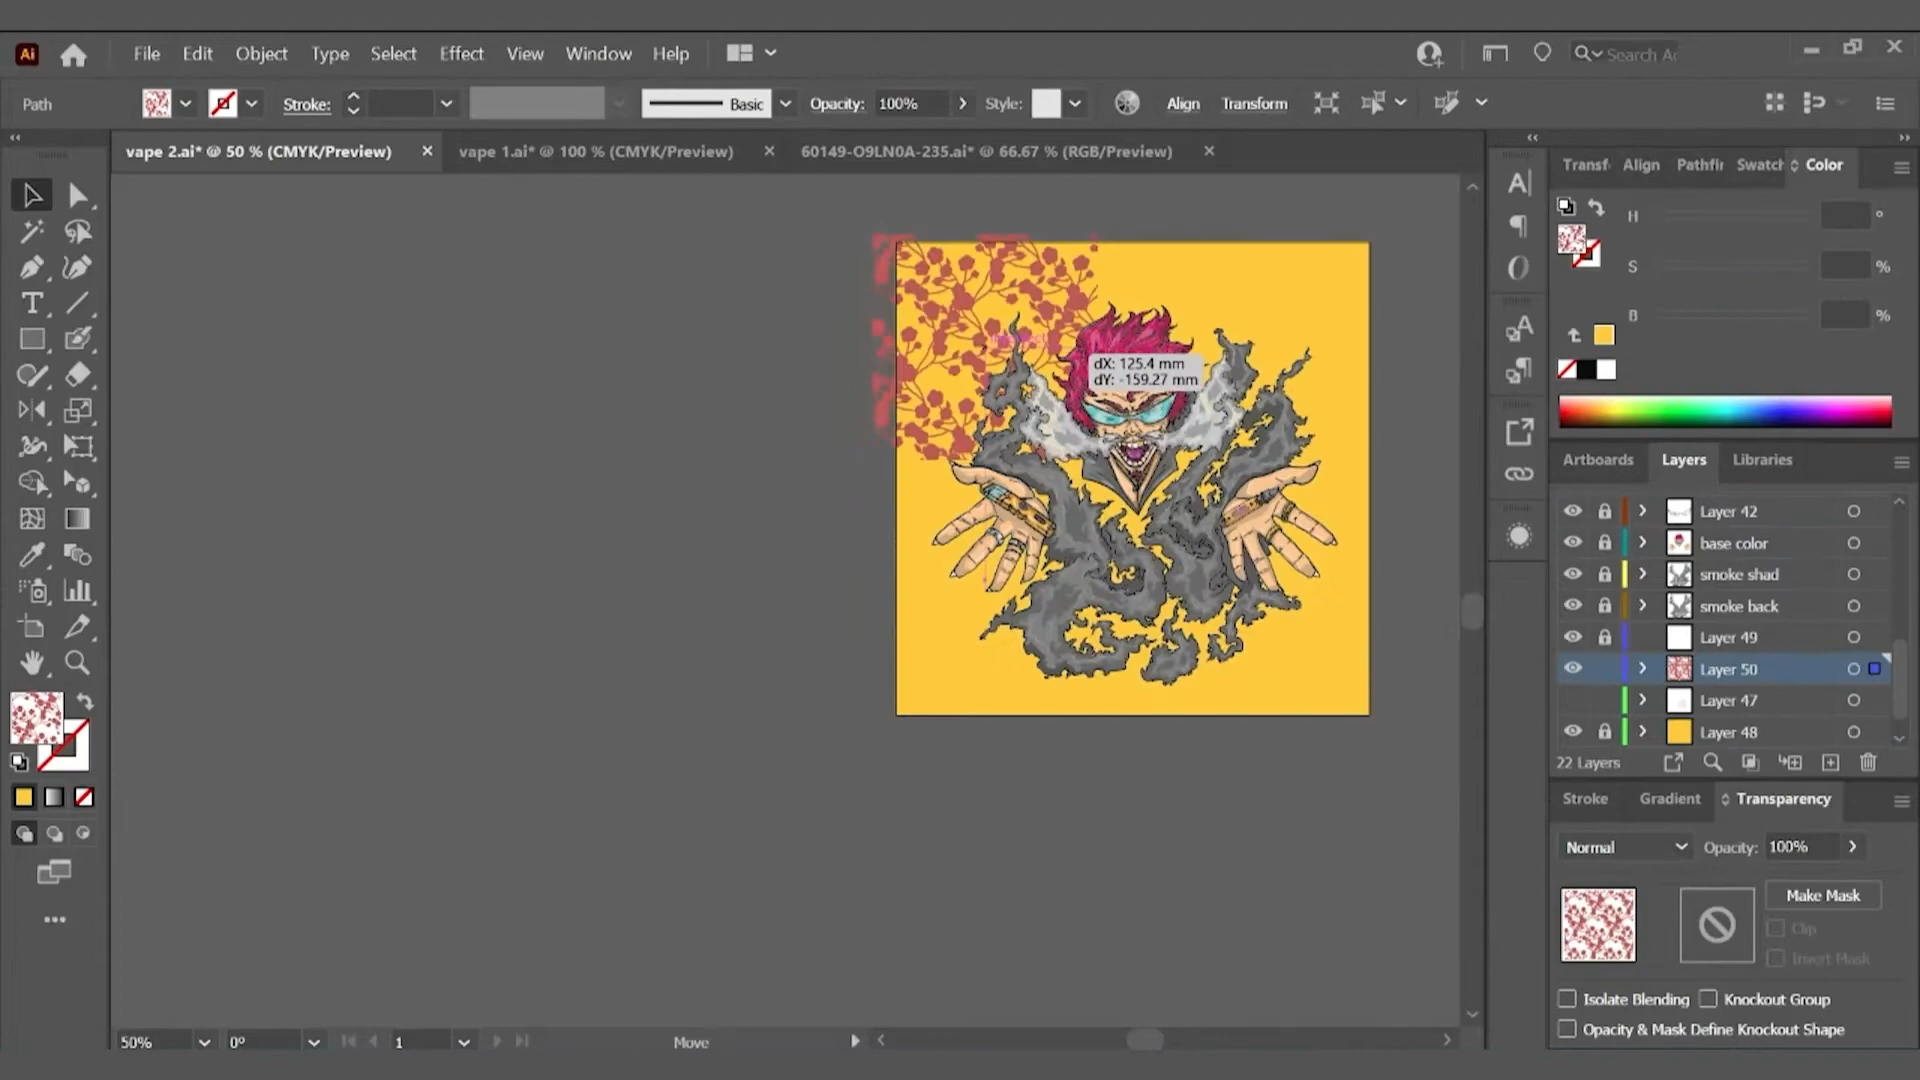 Ai File Edit Object Type Select Effect View Window Help
Path Stroke: Basic Opacity: 100% Style: Align Transform
vape 2.ai* @ 50 % (CMYK/Preview) vape 1.ai* @ 100 % (CMYK/Preview) 60149-O9LN0A-235.ai* @ 66.67 % (RGB/Preview)
dX: 125.4 mm
dY: -159.27 mm
Align Color
H °
S %
B %
Artboards Layers Libraries
Layer 42
base color
smoke shad
smoke back
Layer 49
Layer 50
Layer 47
Layer 48
22 Layers
Stroke Gradient Transparency
Normal Opacity: 100%
Make Mask
Clip
Invert Mask
Isolate Blending Knockout Group
Opacity & Mask Define Knockout Shape
50% 0° 1 Move